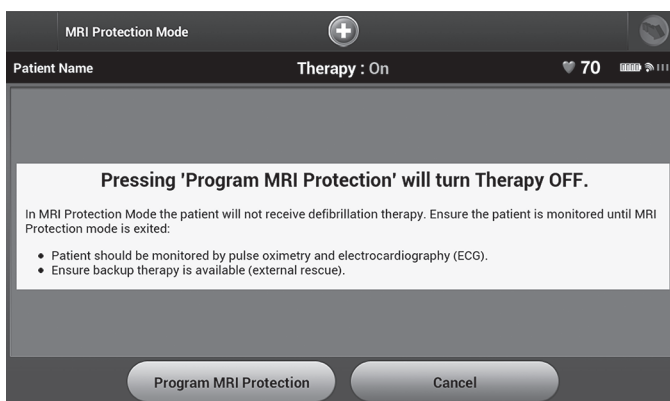 MRI Protection Mode
Patient Name Therapy : On 70
Pressing 'Program MRI Protection' will turn Therapy OFF.
In MRI Protection Mode the patient will not receive defibrillation therapy. Ensure the patient is monitored until MRI
Protection mode is exited:
• Patient should be monitored by pulse oximetry and electrocardiography (ECG).
• Ensure backup therapy is available (external rescue).
Program MRI Protection Cancel